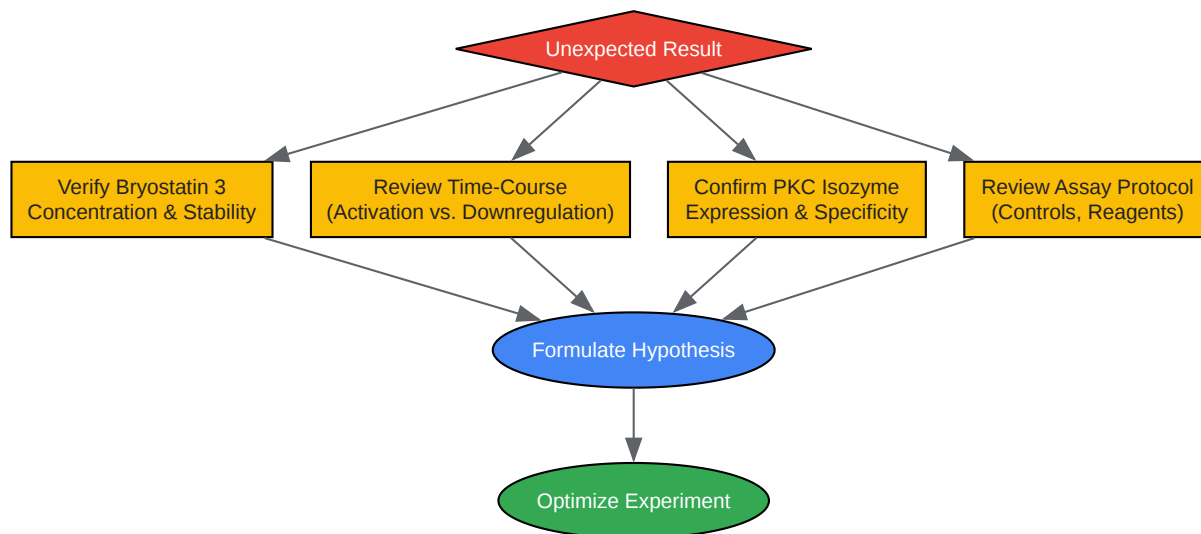 Unexpected Result
Verify Bryostatin 3
Concentration & Stability
Review Time-Course
(Activation vs. Downregulation)
Confirm PKC Isozyme
Expression & Specificity
Review Assay Protocol
(Controls, Reagents)
Formulate Hypothesis
Optimize Experiment